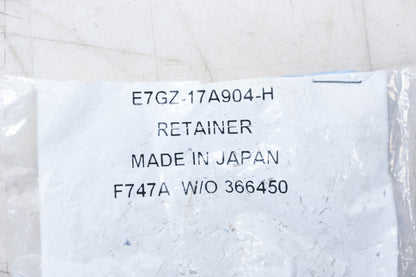 E7GZ-17A904-H
RETAINER
MADE IN JAPAN
F747A W/O 366450